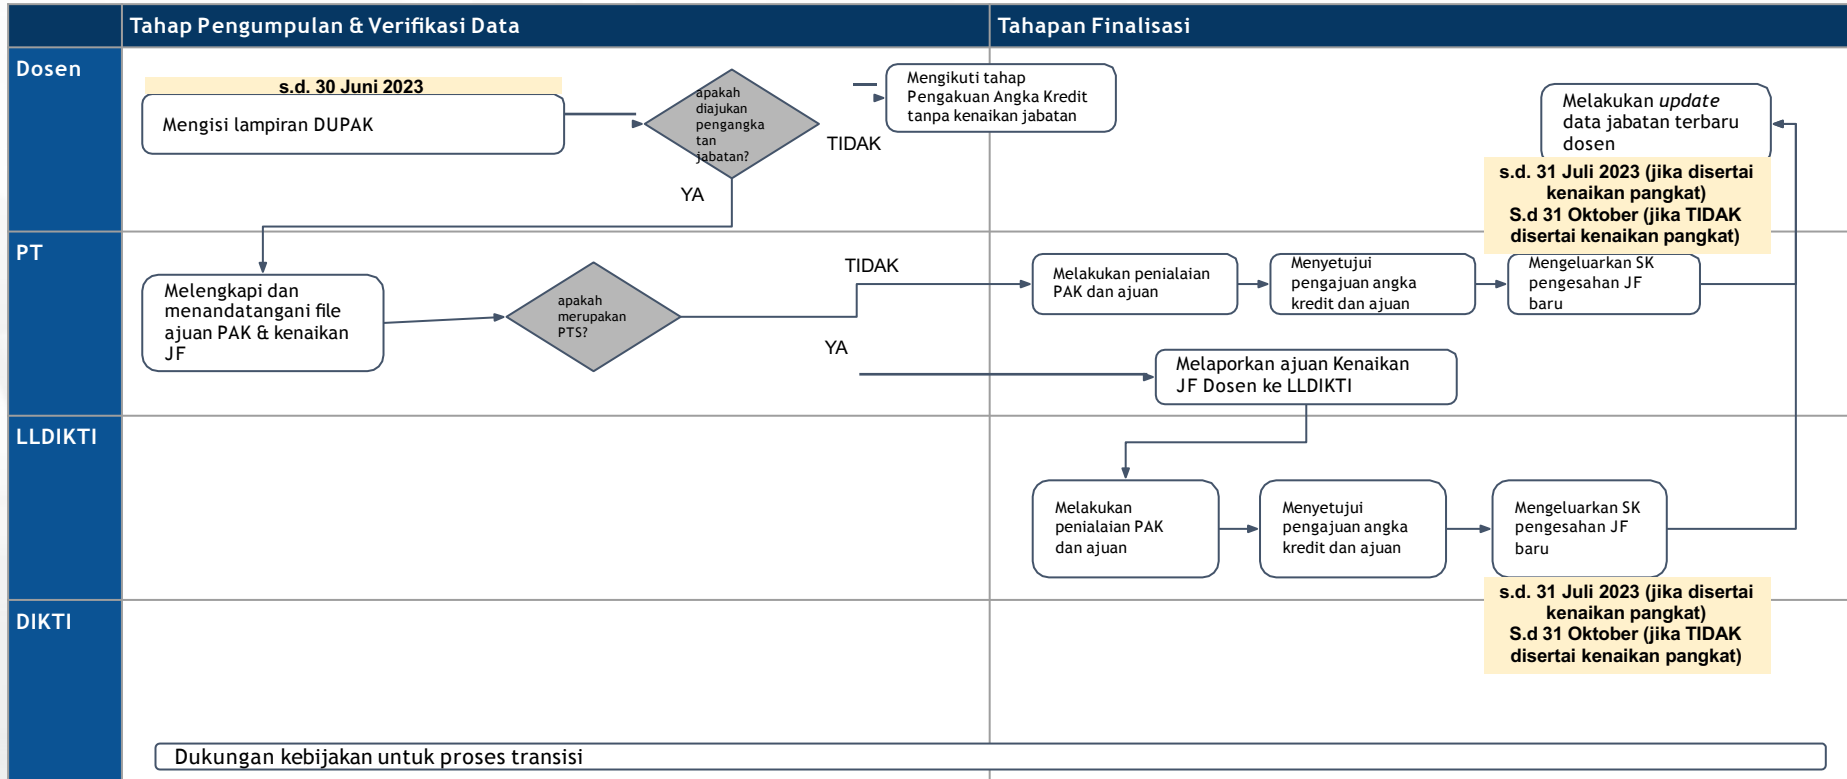 Tahap Pengumpulan & Verifikasi Data
Tahapan Finalisasi
Dosen
s.d. 30 Juni 2023
Mengisi lampiran DUPAK
apakah
diajukan
pengangka
tan
jabatan?
TIDAK
YA
Mengikuti tahap
Pengakuan Angka Kredit
tanpa kenaikan jabatan
Melakukan update
data jabatan terbaru
dosen
s.d. 31 Juli 2023 (jika disertai
kenaikan pangkat)
S.d 31 Oktober (jika TIDAK
disertai kenaikan pangkat)
PT
Melengkapi dan
menandatangani file
ajuan PAK & kenaikan
JF
apakah
merupakan
PTS?
TIDAK
YA
Melakukan penialaian
PAK dan ajuan
Menyetujui
pengajuan angka
kredit dan ajuan
Mengeluarkan SK
pengesahan JF
baru
Melaporkan ajuan Kenaikan
JF Dosen ke LLDIKTI
LLDIKTI
Melakukan
penialaian PAK
dan ajuan
Menyetujui
pengajuan angka
kredit dan ajuan
Mengeluarkan SK
pengesahan JF
baru
s.d. 31 Juli 2023 (jika disertai
kenaikan pangkat)
S.d 31 Oktober (jika TIDAK
disertai kenaikan pangkat)
DIKTI
Dukungan kebijakan untuk proses transisi